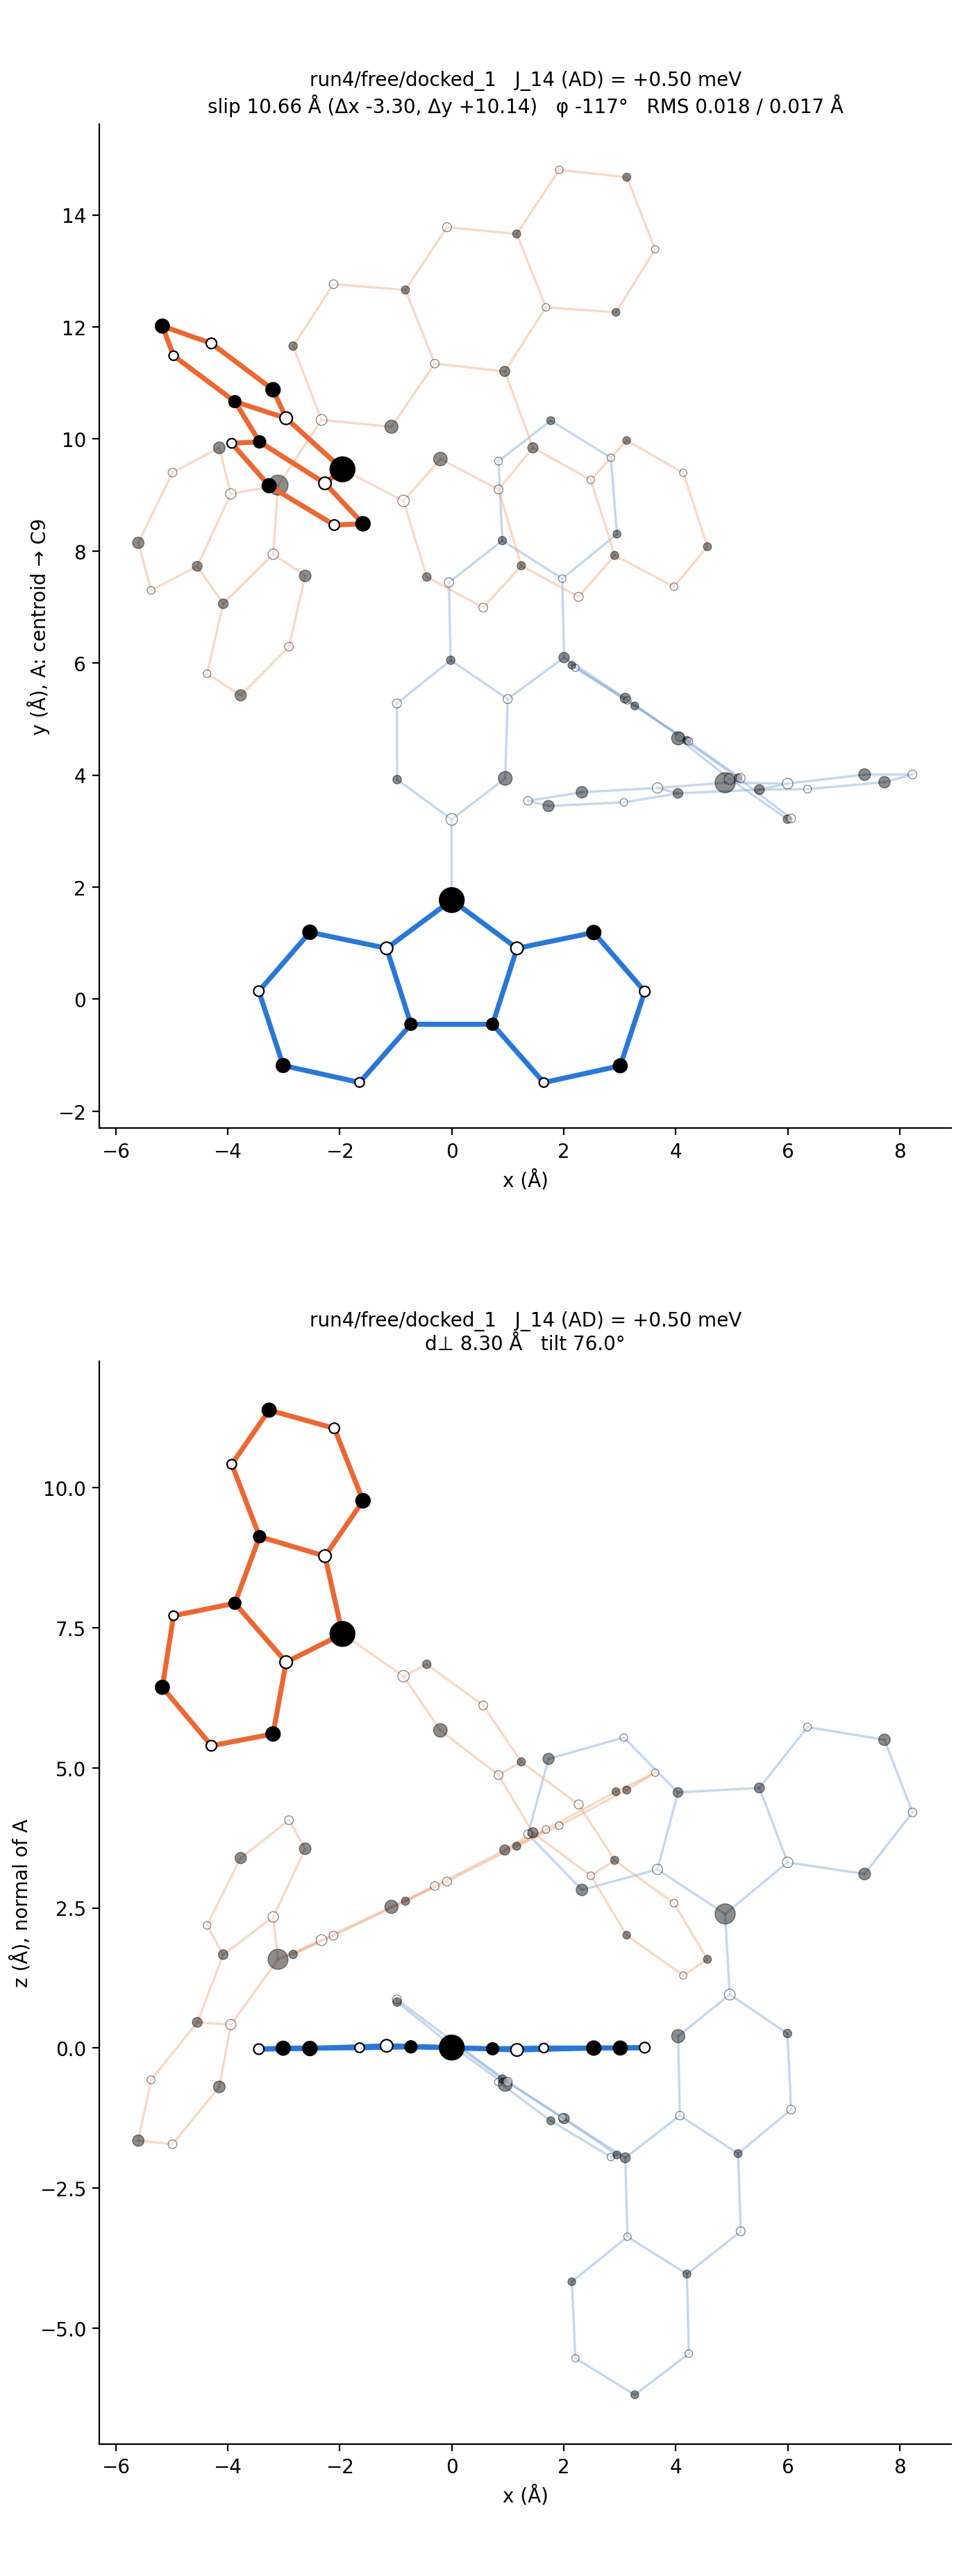 run4/free/docked_1   J_14 (AD) = +0.50 meV
slip 10.66 Å (Δx -3.30, Δy +10.14)   φ -117°   RMS 0.018 / 0.017 Å
14
12
10
8
6
4
2
0
−2
y (Å), A: centroid → C9
−6 −4 −2 0 2 4 6 8
x (Å)
run4/free/docked_1   J_14 (AD) = +0.50 meV
d⊥ 8.30 Å   tilt 76.0°
10.0
7.5
5.0
2.5
0.0
−2.5
−5.0
z (Å), normal of A
−6 −4 −2 0 2 4 6 8
x (Å)